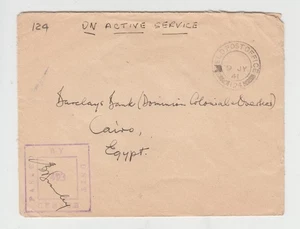 124 ON ACTIVE SERVICE
Barclays Bank (Dominion Colonial & Overseas)
Cairo,
Egypt.